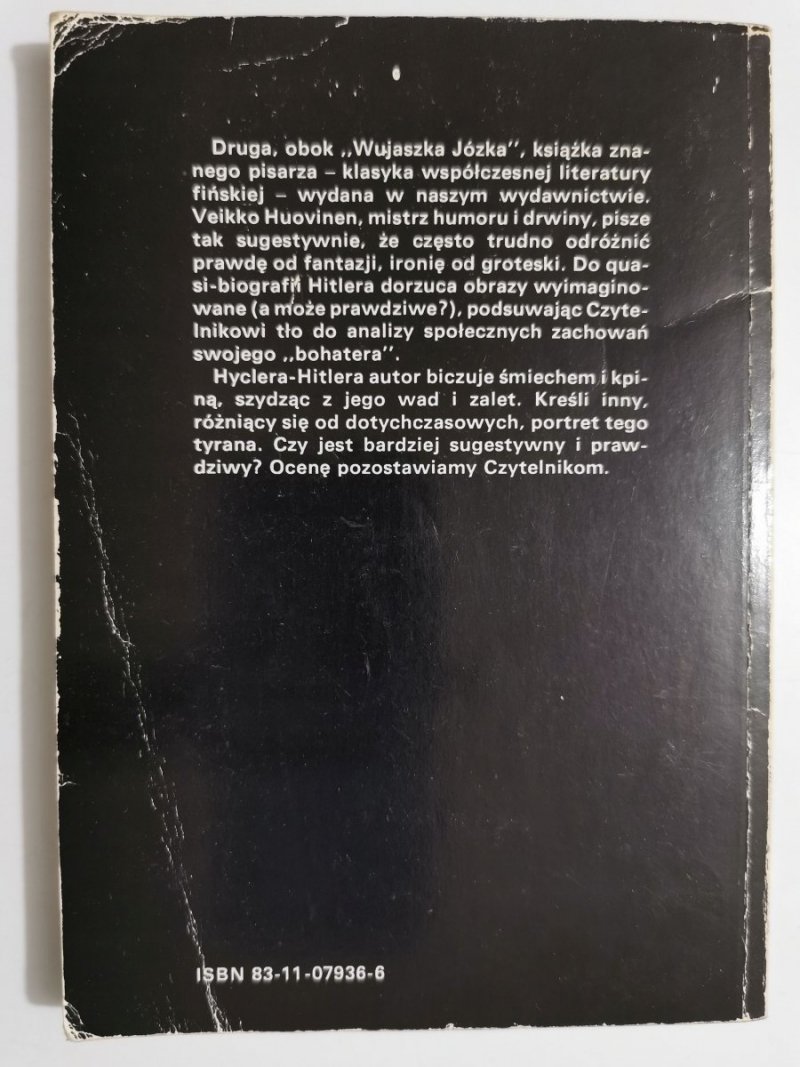 Druga, obok „Wujaszka Józka", książka zna-
nego pisarza – klasyka współczesnej literatury
fińskiej – wydana w naszym wydawnictwie.
Veikko Huovinen, mistrz humoru i drwiny, pisze
tak sugestywnie, że często trudno odróżnić
prawdę od fantazji, ironię od groteski. Do qua-
si-biografii Hitlera dorzuca obrazy wyimagino-
wane (a może prawdziwe?), podsuwając Czyte-
lnikowi tło do analizy społecznych zachowań
swojego „bohatera".
Hyclera-Hitlera autor biczuje śmiechem i kpi-
ną, szydząc z jego wad i zalet. Kreśli inny,
różniący się od dotychczasowych, portret tego
tyrana. Czy jest bardziej sugestywny i praw-
dziwy? Ocenę pozostawiamy Czytelnikom.
ISBN 83-11-07936-6